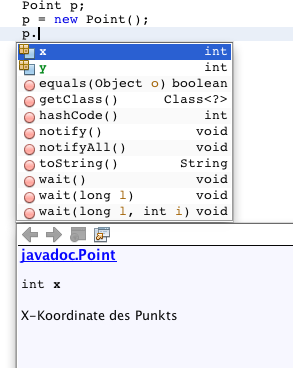 Point p;
p = new Point();
p.
x int
y int
equals(Object o) boolean
getClass() Class<?>
hashCode() int
notify() void
notifyAll() void
toString() String
wait() void
wait(long l) void
wait(long l, int i) void
javadoc.Point
int x
X-Koordinate des Punkts